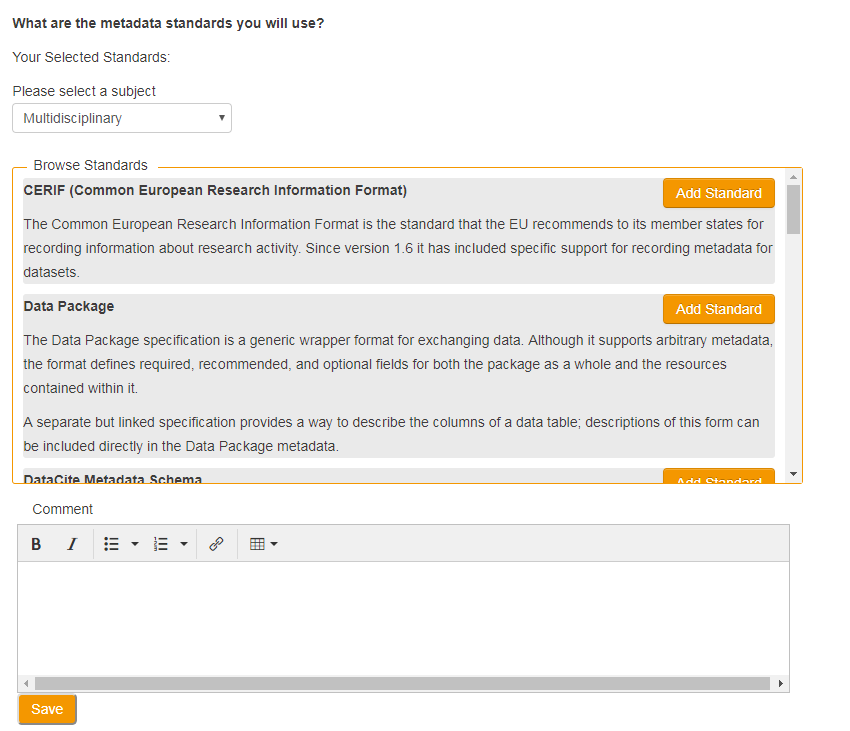 What are the metadata standards you will use?
Your Selected Standards:
Please select a subject
Multidisciplinary
Browse Standards
CERIF (Common European Research Information Format)
Add Standard
The Common European Research Information Format is the standard that the EU recommends to its member states for
recording information about research activity. Since version 1.6 it has included specific support for recording metadata for
datasets.
Data Package
Add Standard
The Data Package specification is a generic wrapper format for exchanging data. Although it supports arbitrary metadata,
the format defines required, recommended, and optional fields for both the package as a whole and the resources
contained within it.
A separate but linked specification provides a way to describe the columns of a data table; descriptions of this form can
be included directly in the Data Package metadata.
DataCite Metadata Schema
Add Standard
Comment
B I
Save